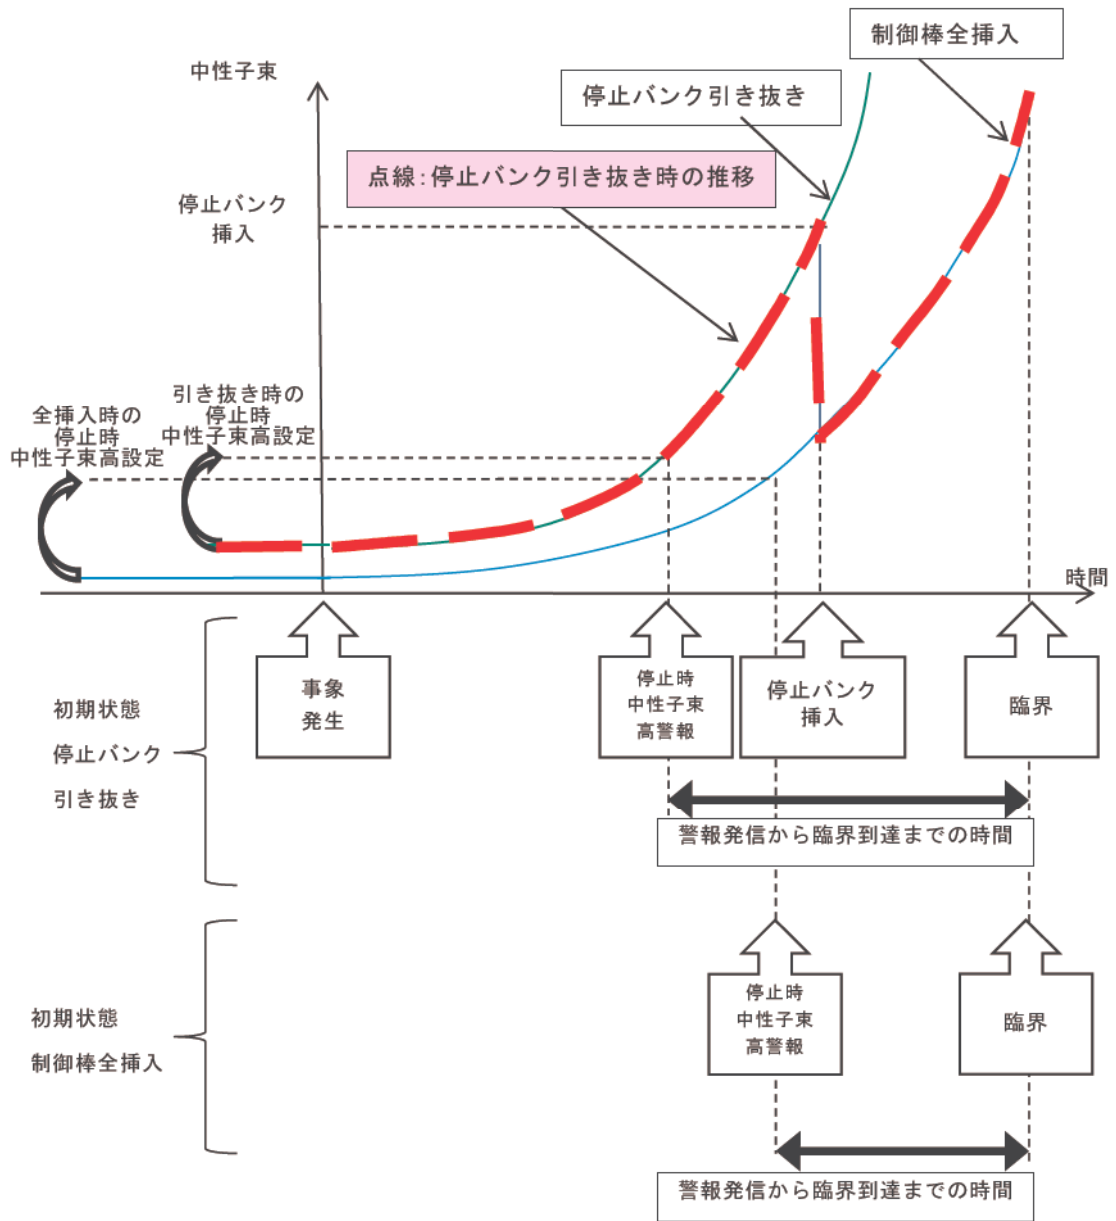 制御棒全挿入
中性子束
停止バンク引き抜き
点線:停止バンク引き抜き時の推移
停止バンク
挿入
引き抜き時の
停止時
中性子束高設定
全挿入時の
停止時
中性子束高設定
時間
事象
発生
停止時
中性子束
高警報
停止バンク
挿入
臨界
初期状態
停止バンク
引き抜き
警報発信から臨界到達までの時間
停止時
中性子束
高警報
臨界
初期状態
制御棒全挿入
警報発信から臨界到達までの時間